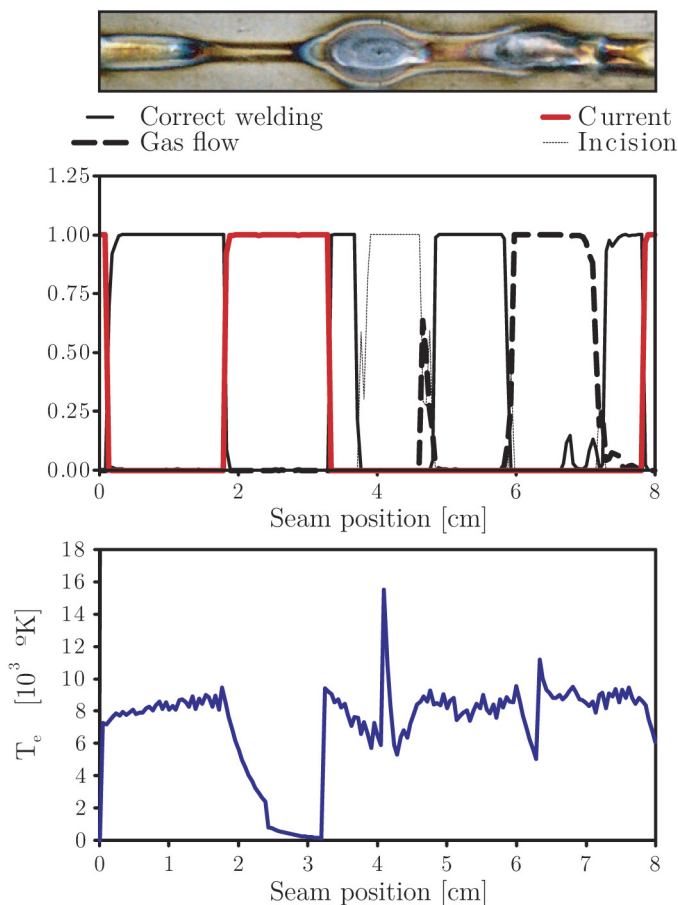 Correct welding
Current
Gas flow
Incision
1.25
1.00
0.75
0.50
0.25
0.00
0 2 4 6 8
Seam position [cm]
18
16
14
12
10
8
6
4
2
0
T_e [10³ ºK]
0 1 2 3 4 5 6 7 8
Seam position [cm]